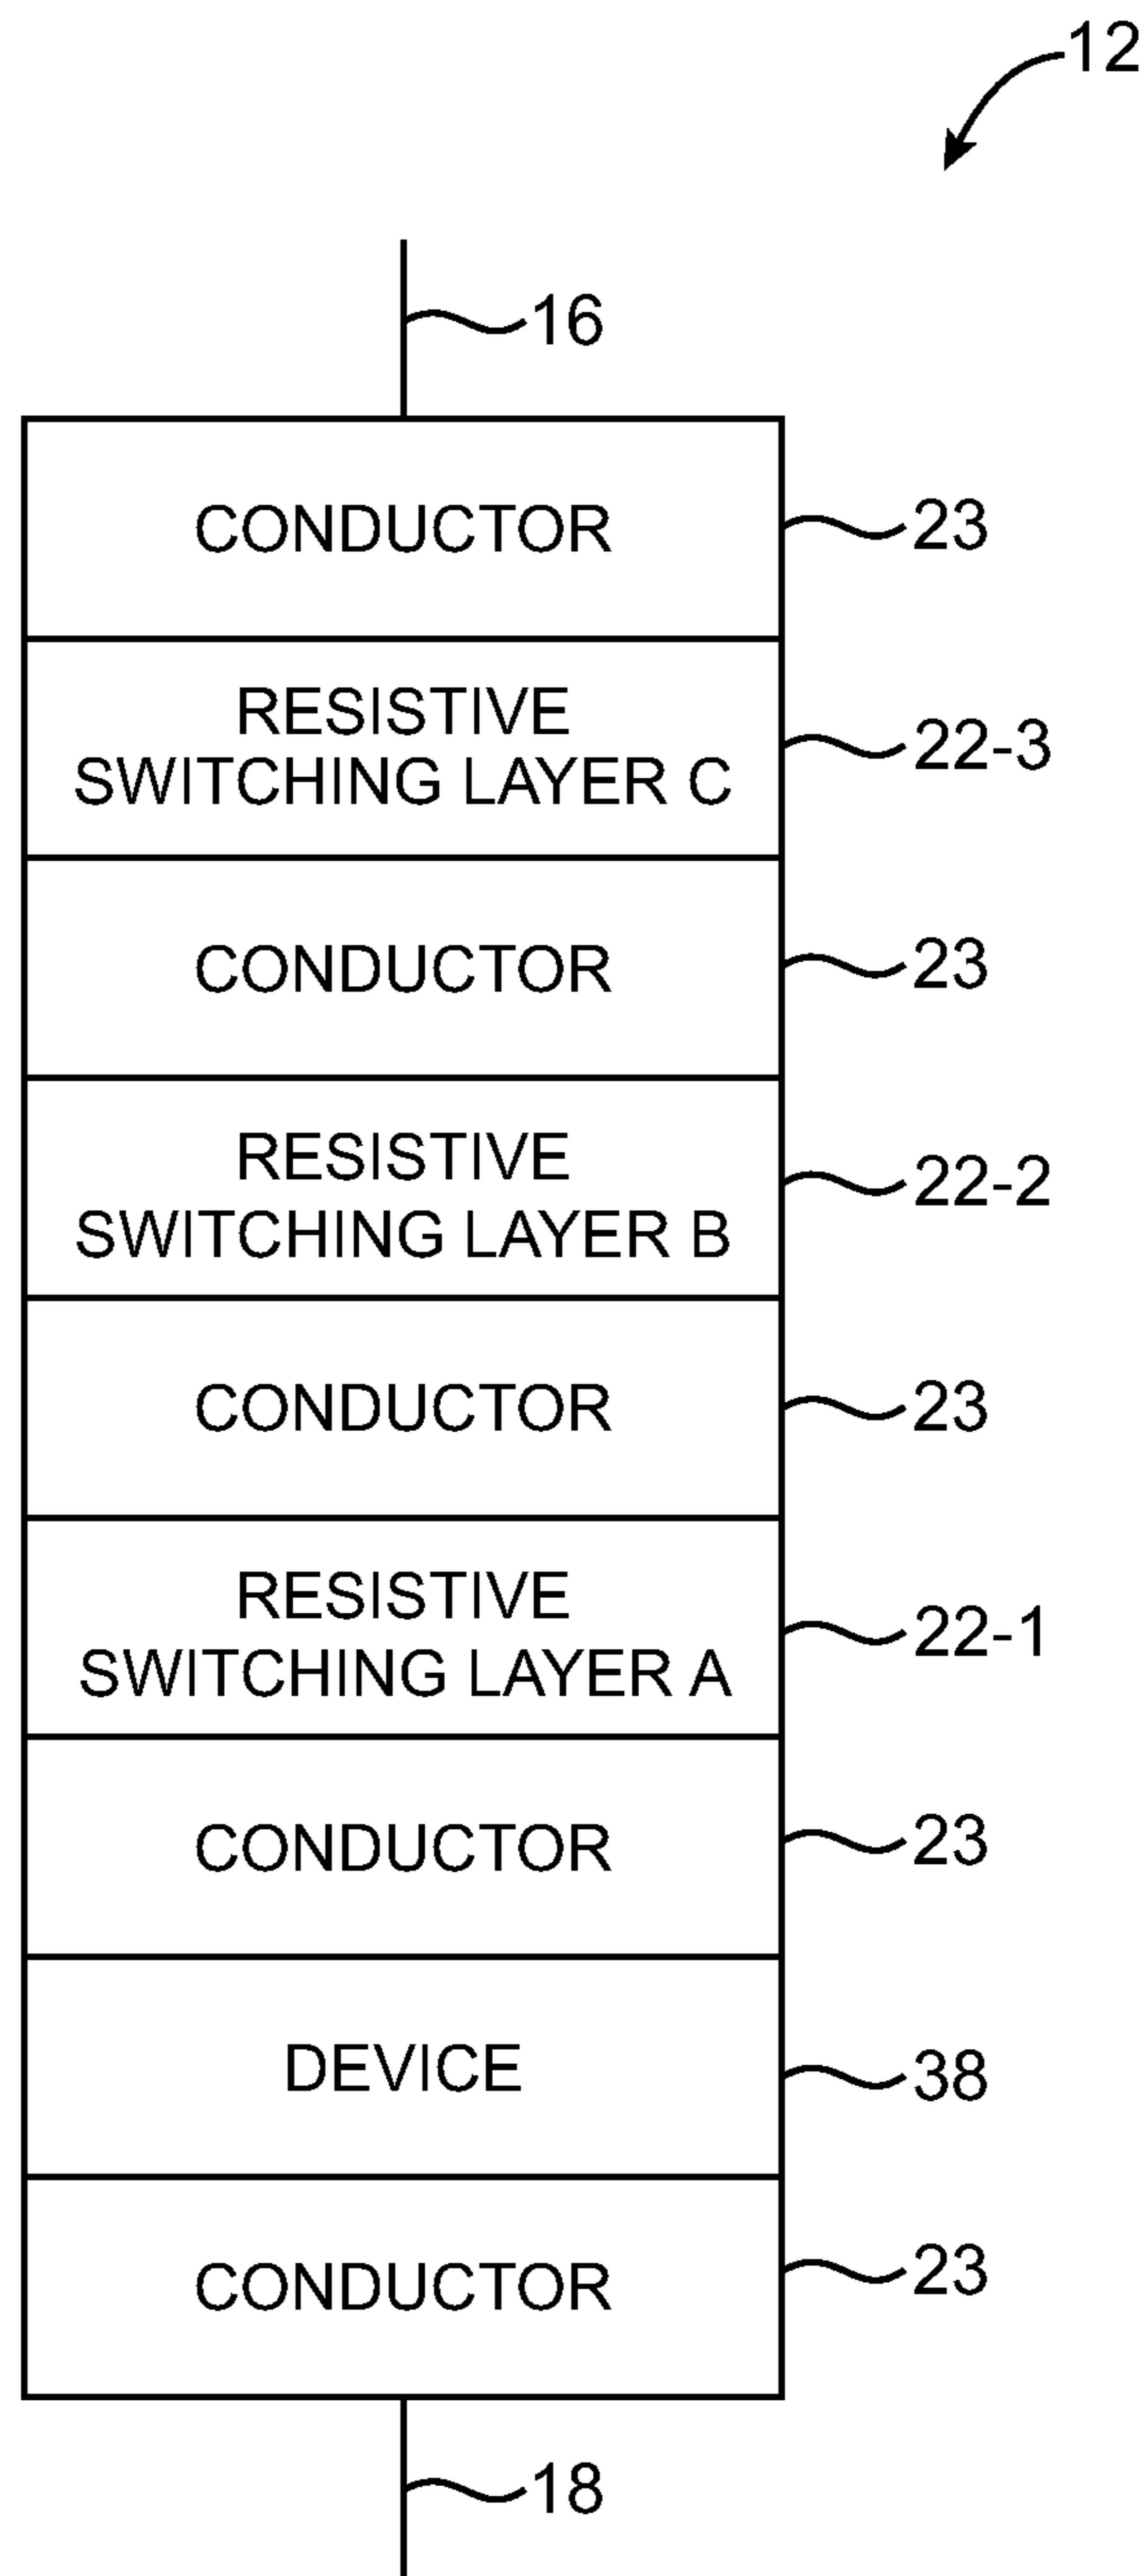 12
16
CONDUCTOR
23
RESISTIVE
SWITCHING LAYER C
22-3
CONDUCTOR
23
RESISTIVE
SWITCHING LAYER B
22-2
CONDUCTOR
23
RESISTIVE
SWITCHING LAYER A
22-1
CONDUCTOR
23
DEVICE
38
CONDUCTOR
23
18